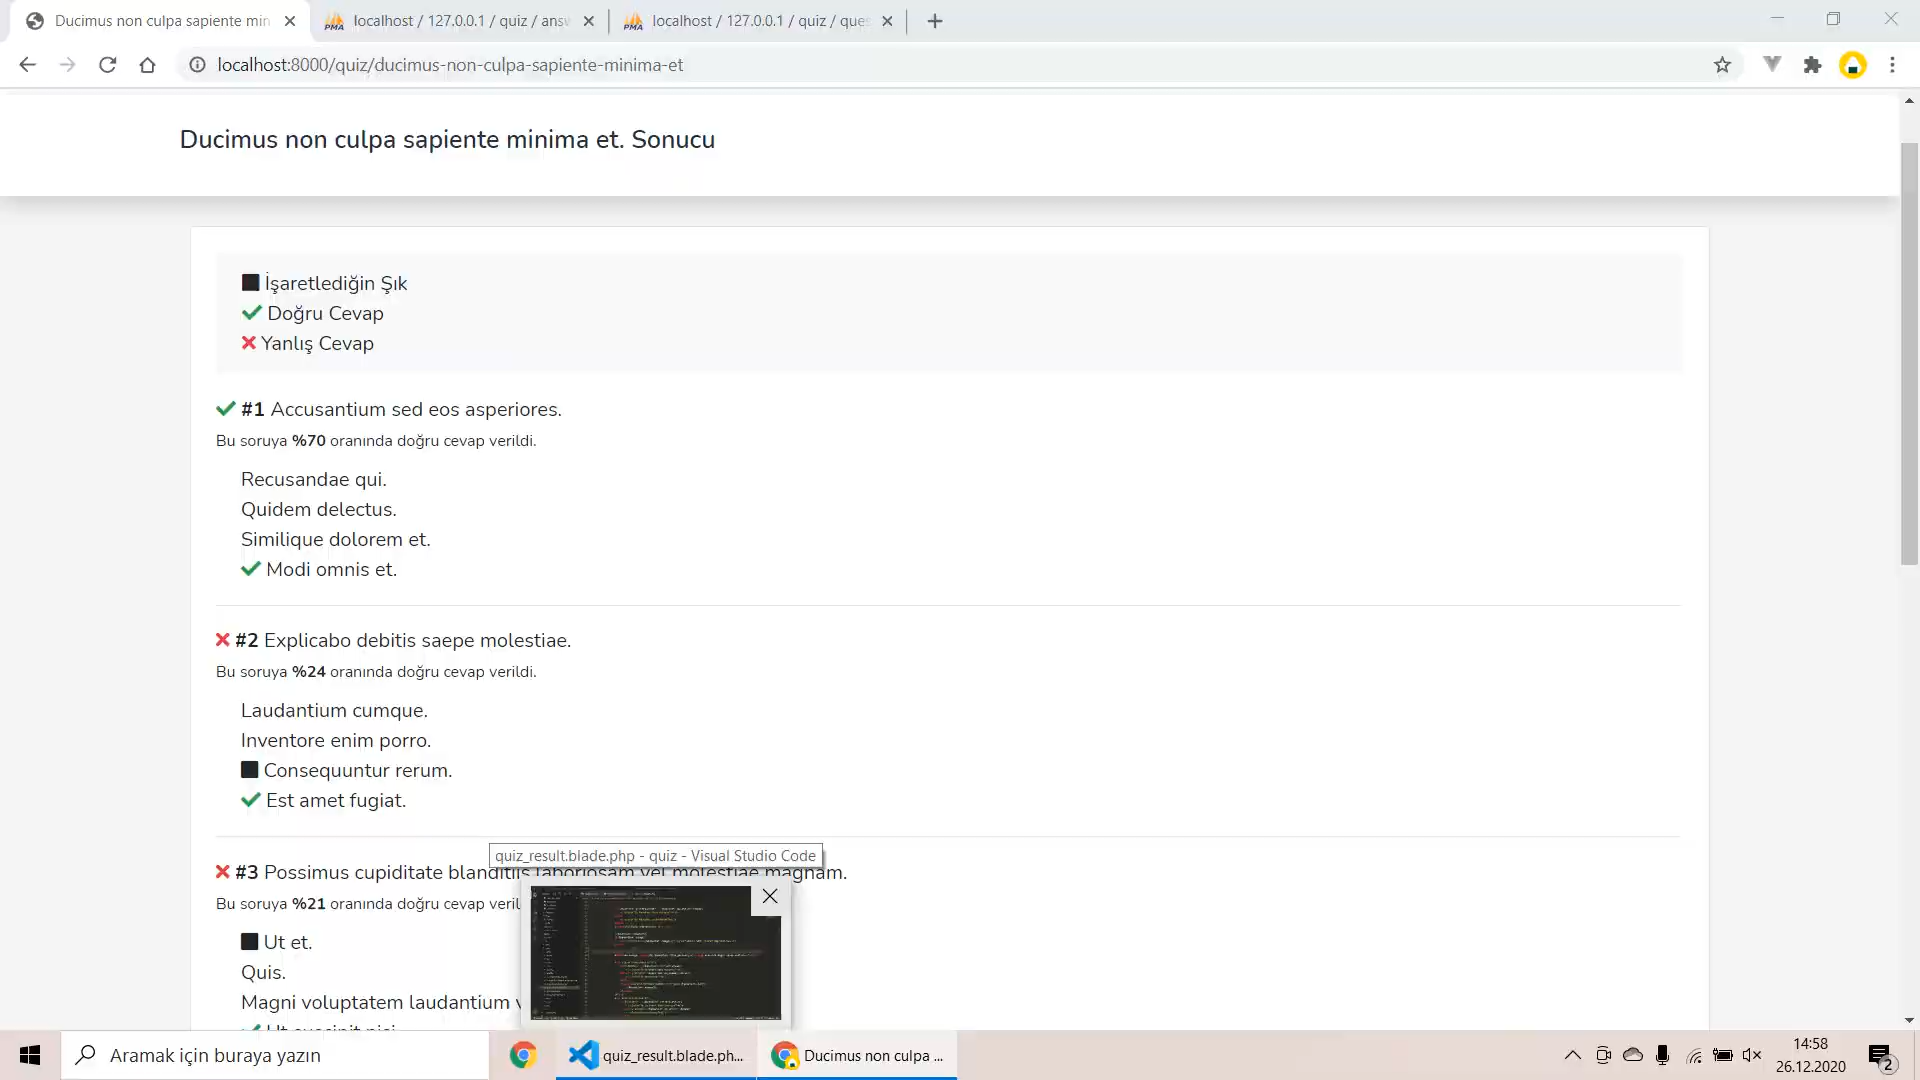 Ducimus non culpa sapiente min
localhost / 127.0.0.1 / quiz / answ
localhost / 127.0.0.1 / quiz / ques
localhost:8000/quiz/ducimus-non-culpa-sapiente-minima-et
Ducimus non culpa sapiente minima et. Sonucu
İşaretlediğin Şık
Doğru Cevap
Yanlış Cevap
#1 Accusantium sed eos asperiores.
Bu soruya %70 oranında doğru cevap verildi.
Recusandae qui.
Quidem delectus.
Similique dolorem et.
Modi omnis et.
#2 Explicabo debitis saepe molestiae.
Bu soruya %24 oranında doğru cevap verildi.
Laudantium cumque.
Inventore enim porro.
Consequuntur rerum.
Est amet fugiat.
quiz_result.blade.php - quiz - Visual Studio Code
#3 Possimus cupiditate blanditiis laboriosam vel molestiae magnam.
Bu soruya %21 oranında doğru cevap veril
Ut et.
Quis.
Magni voluptatem laudantium
Ut suscipit nisi
Aramak için buraya yazın
quiz_result.blade.ph...
Ducimus non culpa ...
14:58
26.12.2020
2